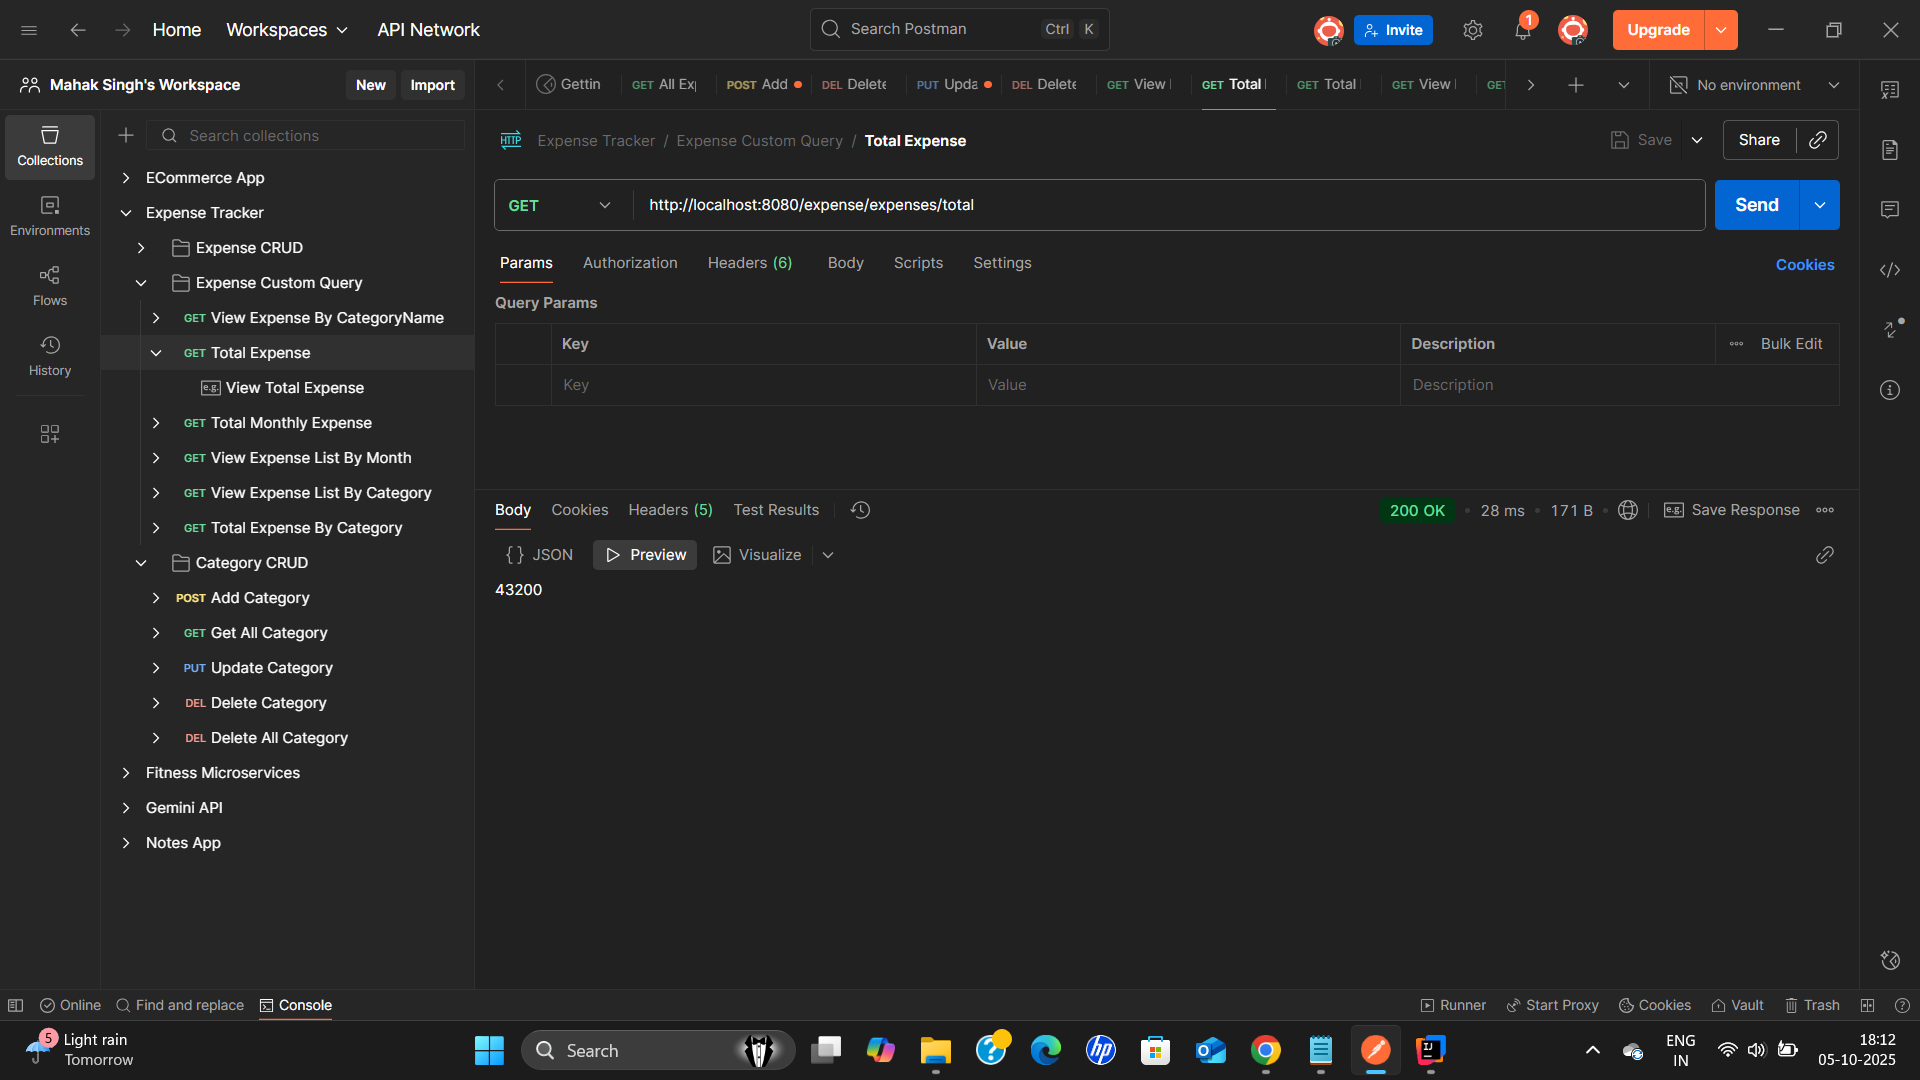 Home Workspaces API Network
Search Postman Ctrl K
Invite
1
Upgrade
Mahak Singh's Workspace
New Import
Gettin
GET All Ex
POST Add
DEL Delete
PUT Upda
DEL Delete
GET View
GET Total
GET Total
GET View
GET
No environment
Collections
Environments
Flows
History
Search collections
ECommerce App
Expense Tracker
Expense CRUD
Expense Custom Query
GET View Expense By CategoryName
GET Total Expense
e.g. View Total Expense
GET Total Monthly Expense
GET View Expense List By Month
GET View Expense List By Category
GET Total Expense By Category
Category CRUD
POST Add Category
GET Get All Category
PUT Update Category
DEL Delete Category
DEL Delete All Category
Fitness Microservices
Gemini API
Notes App
HTTP Expense Tracker / Expense Custom Query / Total Expense
Save
Share
GET http://localhost:8080/expense/expenses/total
Send
Params Authorization Headers (6) Body Scripts Settings
Cookies
Query Params
Key Value Description Bulk Edit
Key Value Description
Body Cookies Headers (5) Test Results
200 OK 28 ms 171 B
e.g. Save Response
{} JSON Preview Visualize
43200
Online Find and replace Console
Runner Start Proxy Cookies Vault Trash
5 Light rain
Tomorrow
Search
ENG
IN
18:12
05-10-2025